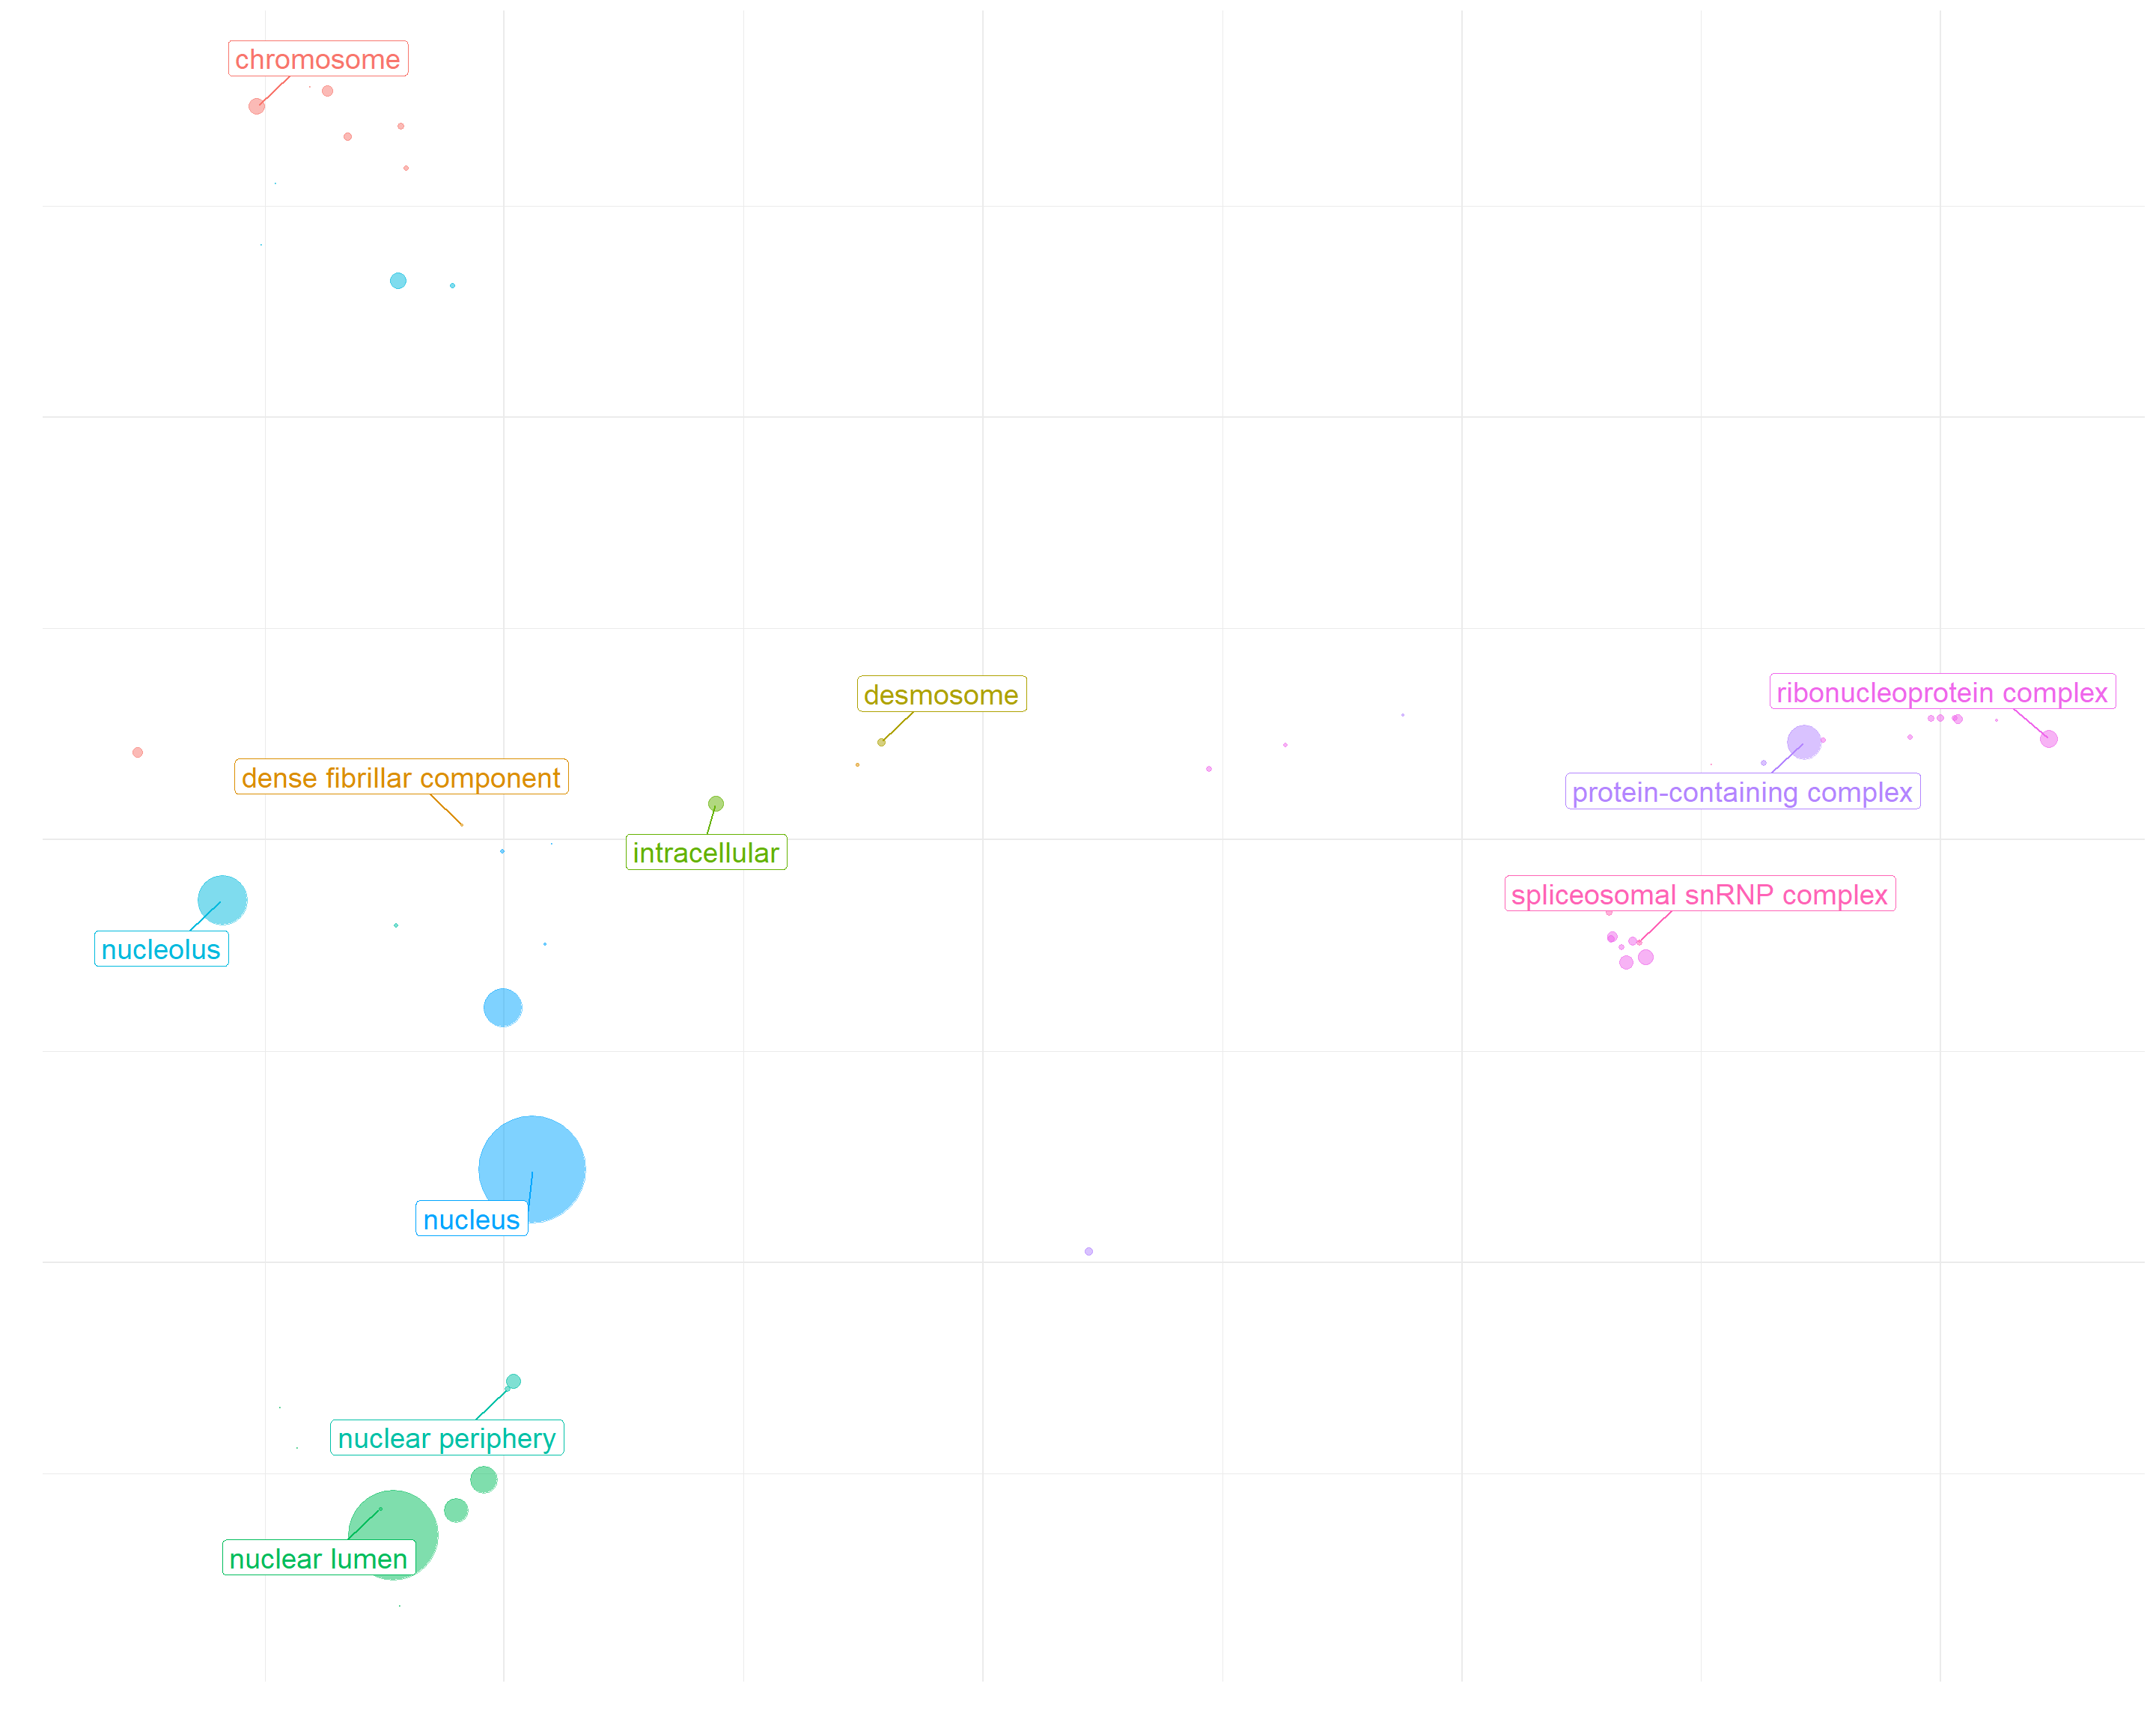 chromosome
desmosome
ribonucleoprotein complex
dense fibrillar component
protein-containing complex
intracellular
spliceosomal snRNP complex
nucleolus
nucleus
nuclear periphery
nuclear lumen